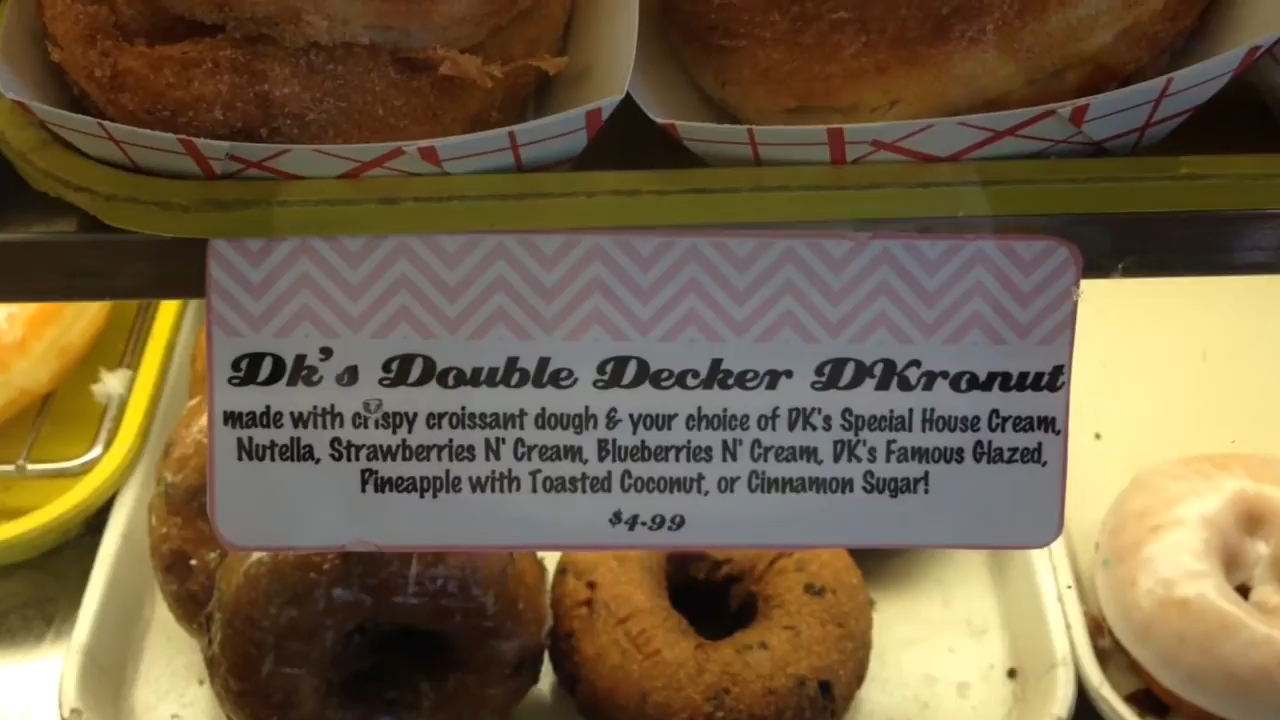 Dk's Double Decker DKronut
made with crispy croissant dough & your choice of DK's Special House Cream,
Nutella, Strawberries N' Cream, Blueberries N' Cream, DK's Famous Glazed,
Pineapple with Toasted Coconut, or Cinnamon Sugar!
$4.99